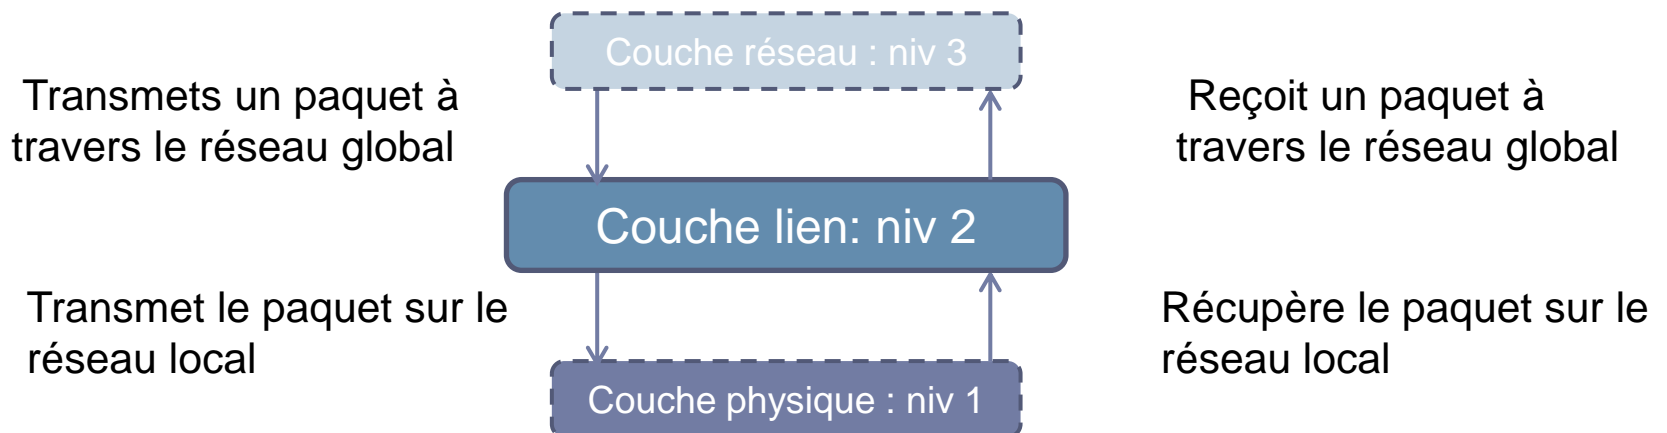 Couche réseau : niv 3
Transmets un paquet à
travers le réseau global
Reçoit un paquet à
travers le réseau global
Couche lien: niv 2
Transmet le paquet sur le
réseau local
Récupère le paquet sur le
réseau local
Couche physique : niv 1